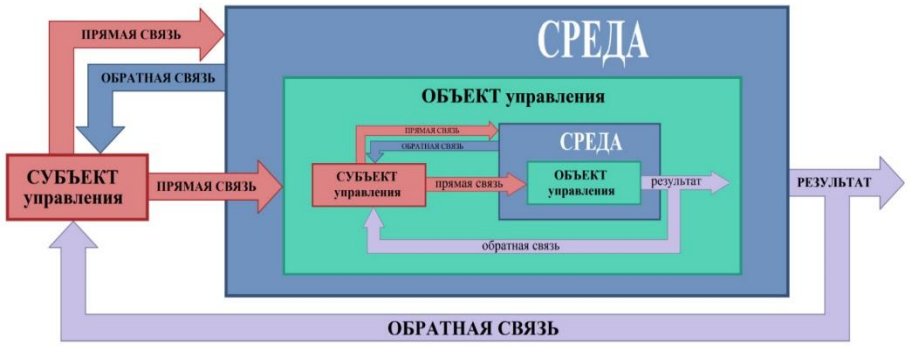 СРЕДА
ПРЯМАЯ СВЯЗЬ
ОБРАТНАЯ СВЯЗЬ
ОБЪЕКТ управления
ПРЯМАЯ СВЯЗЬ
ОБРАТНАЯ СВЯЗЬ
СРЕДА
СУБЪЕКТ
управления
ПРЯМАЯ СВЯЗЬ
СУБЪЕКТ
управления
прямая связь
ОБЪЕКТ
управления
результат
РЕЗУЛЬТАТ
обратная связь
ОБРАТНАЯ СВЯЗЬ